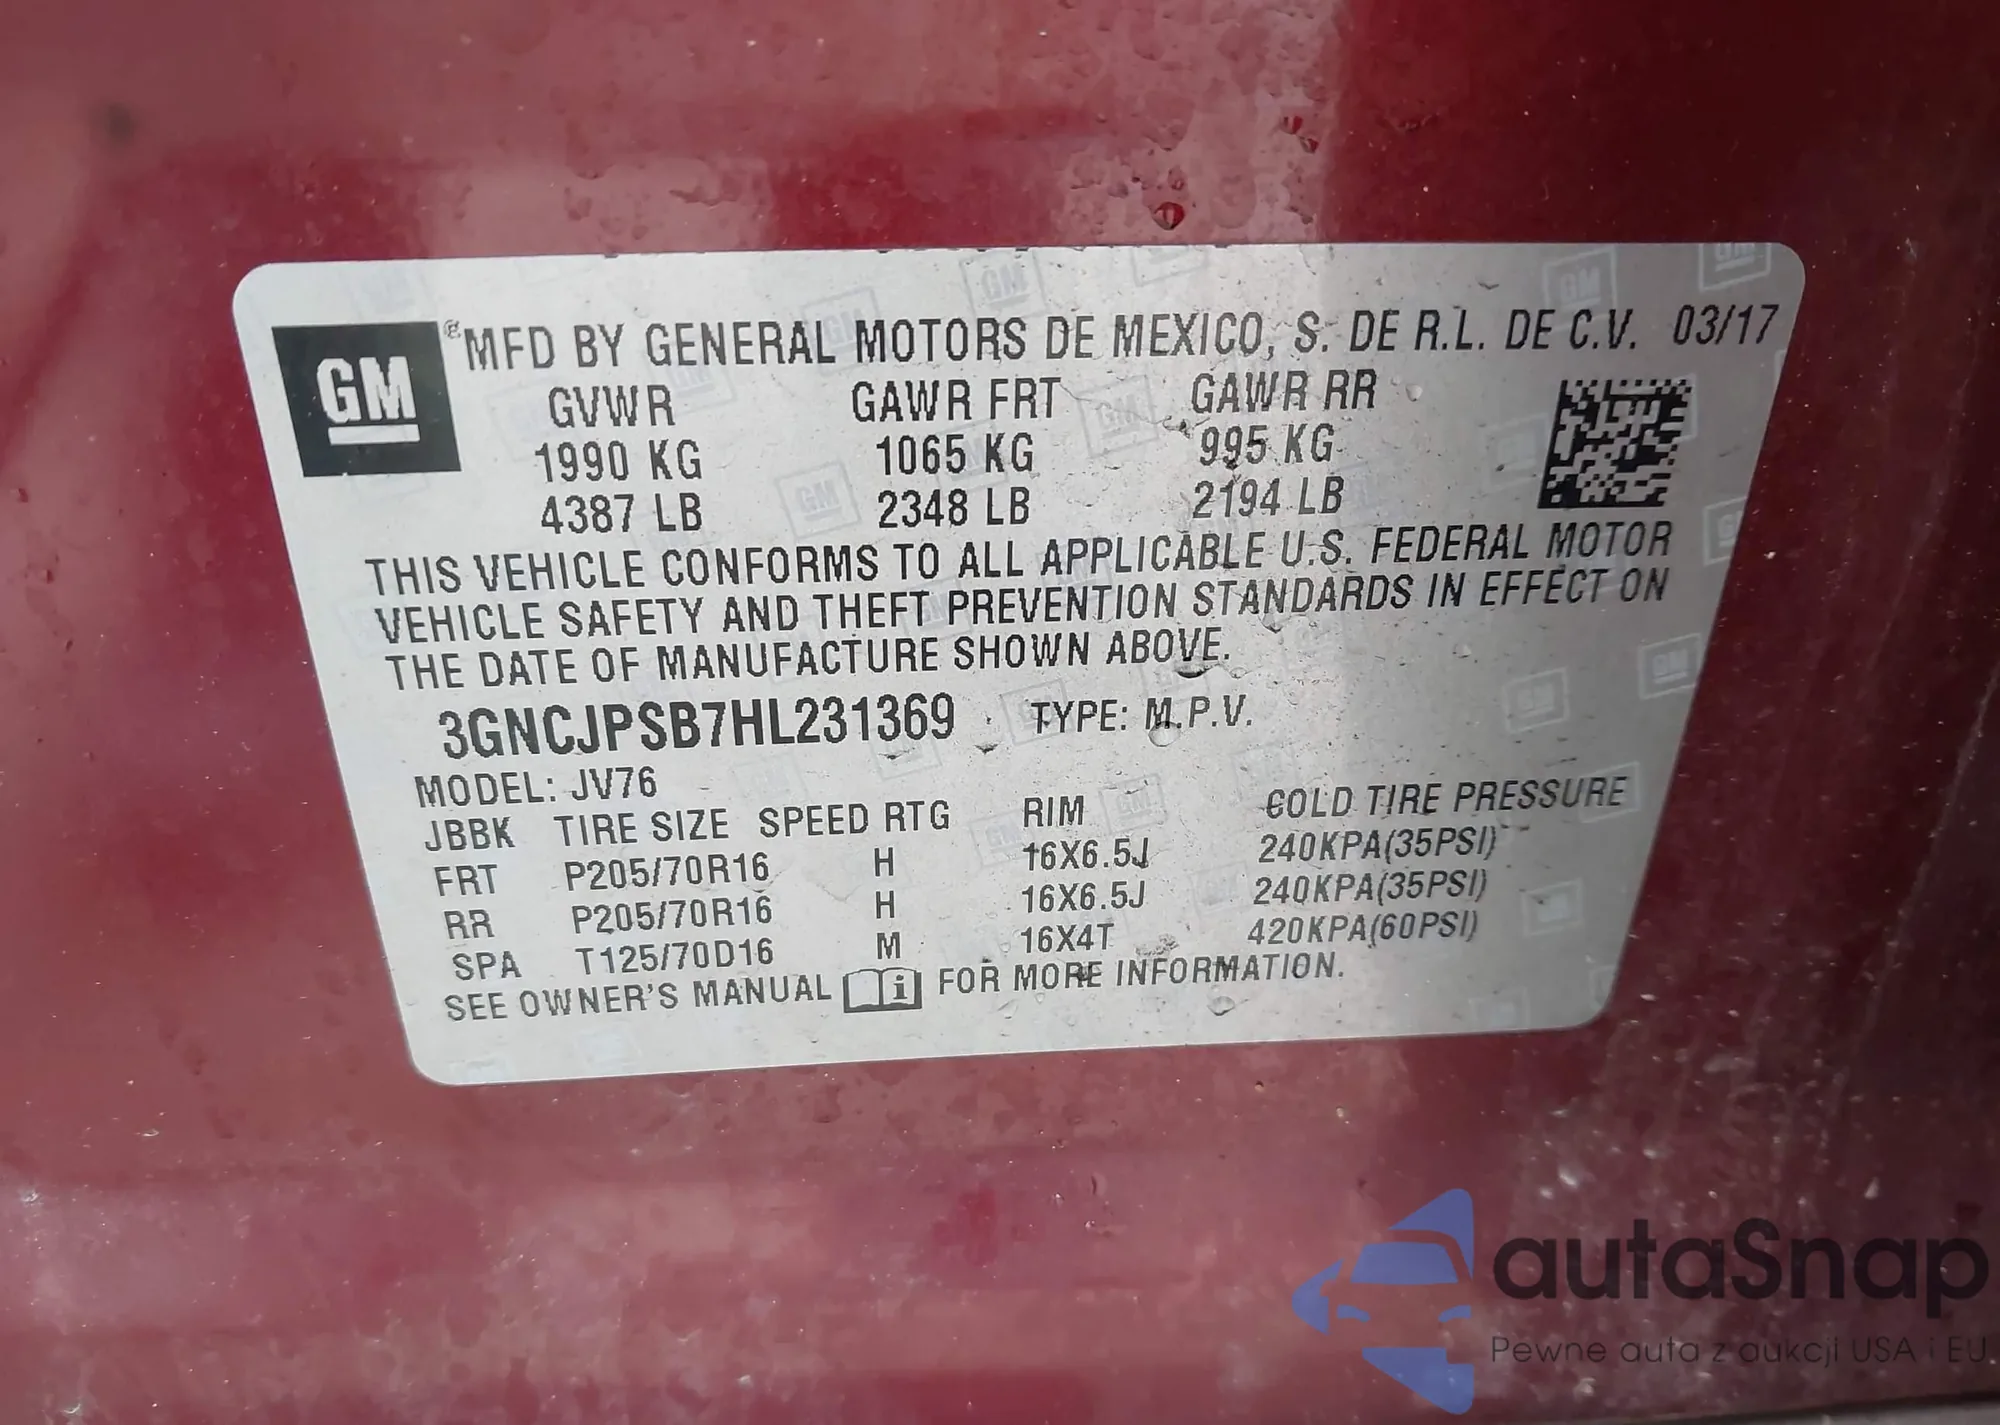 GM ® MFD BY GENERAL MOTORS DE MEXICO, S. DE R.L. DE C.V. 03/17
GVWR GAWR FRT GAWR RR
1990 KG 1065 KG 995 KG
4387 LB 2348 LB 2194 LB
THIS VEHICLE CONFORMS TO ALL APPLICABLE U.S. FEDERAL MOTOR
VEHICLE SAFETY AND THEFT PREVENTION STANDARDS IN EFFECT ON
THE DATE OF MANUFACTURE SHOWN ABOVE.
3GNCJPSB7HL231369 TYPE: M.P.V.
MODEL: JV76
JBBK TIRE SIZE SPEED RTG RIM COLD TIRE PRESSURE
FRT P205/70R16 H 16X6.5J 240KPA(35PSI)
RR P205/70R16 H 16X6.5J 240KPA(35PSI)
SPA T125/70D16 M 16X4T 420KPA(60PSI)
SEE OWNER'S MANUAL i FOR MORE INFORMATION.
autaSnap
Pewne auta z aukcji USA i EU